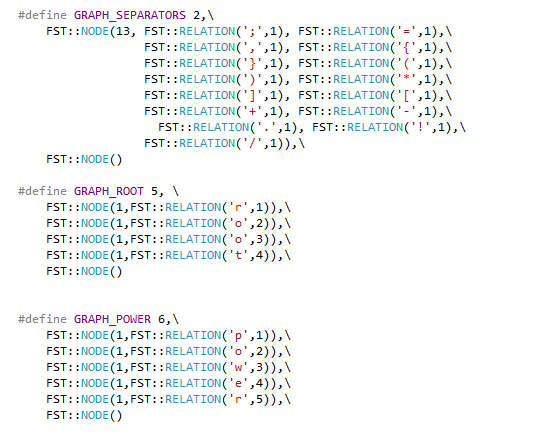 #define GRAPH_SEPARATORS 2,\
FST::NODE(13, FST::RELATION(';',1), FST::RELATION('=',1),\
FST::RELATION(',',1), FST::RELATION('{',1),\
FST::RELATION('}',1), FST::RELATION('(',1),\
FST::RELATION(')',1), FST::RELATION('*',1),\
FST::RELATION(']',1), FST::RELATION('[',1),\
FST::RELATION('+',1), FST::RELATION('-',1),\
FST::RELATION('.',1), FST::RELATION('!',1),\
FST::RELATION('/',1)),\
FST::NODE()
#define GRAPH_ROOT 5, \
FST::NODE(1,FST::RELATION('r',1)),\
FST::NODE(1,FST::RELATION('o',2)),\
FST::NODE(1,FST::RELATION('o',3)),\
FST::NODE(1,FST::RELATION('t',4)),\
FST::NODE()
#define GRAPH_POWER 6,\
FST::NODE(1,FST::RELATION('p',1)),\
FST::NODE(1,FST::RELATION('o',2)),\
FST::NODE(1,FST::RELATION('w',3)),\
FST::NODE(1,FST::RELATION('e',4)),\
FST::NODE(1,FST::RELATION('r',5)),\
FST::NODE()